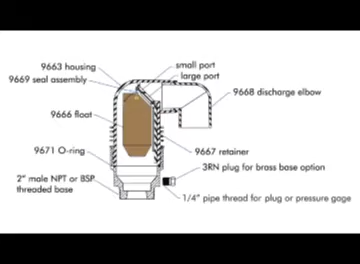 9663 housing
small port
9669 seal assembly
large port
9668 discharge elbow
9666 float
9671 O-ring
9667 retainer
3RN plug for brass base option
2" male NPT or BSP
threaded base
1/4" pipe thread for plug or pressure gage